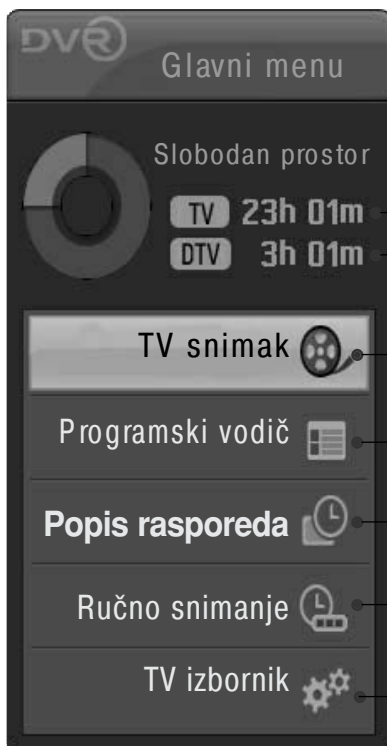 DVR
Glavni menu
Slobodan prostor
TV 23h 01m
DTV 3h 01m
TV snimak
Programski vodič
Popis rasporeda
Ručno snimanje
TV izbornik